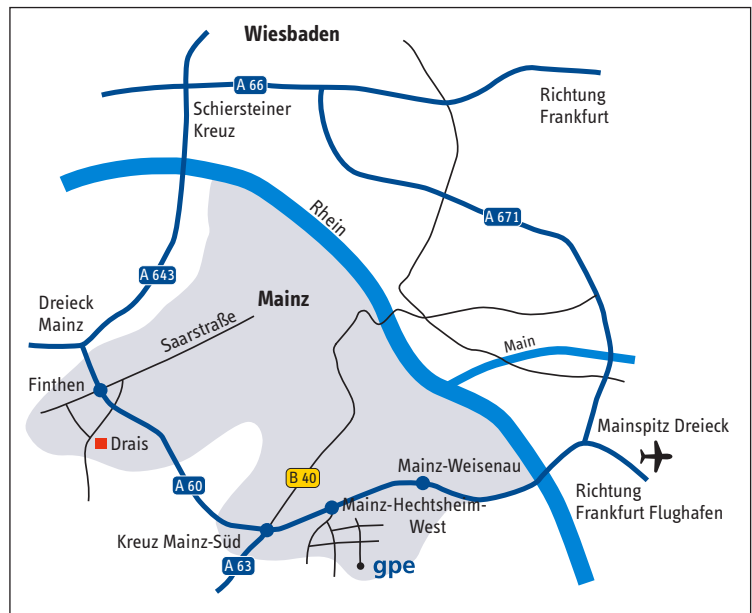 Wiesbaden
A 66
Schiersteiner
Kreuz
Richtung
Frankfurt
Rhein
A 671
A 643
Mainz
Dreieck
Mainz
Saarstraße
Main
Finthen
Drais
Mainspitz Dreieck
Mainz-Weisenau
B 40
A 60
Richtung
Frankfurt Flughafen
Mainz-Hechtsheim-
West
Kreuz Mainz-Süd
A 63
gpe